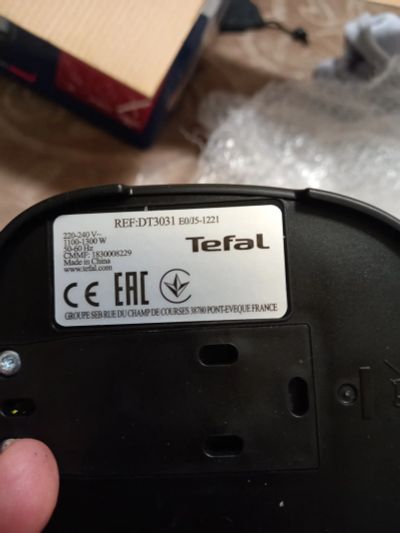 REF:DT3031 E0/J5-1221
220-240 V~
1100-1300 W
50-60 Hz
CMMF: 1830008229
Made in China
www.tefal.com
Tefal
CE EAC
GROUPE SEB RUE DU CHAMP DE COURSES 38780 PONT-EVEQUE FRANCE